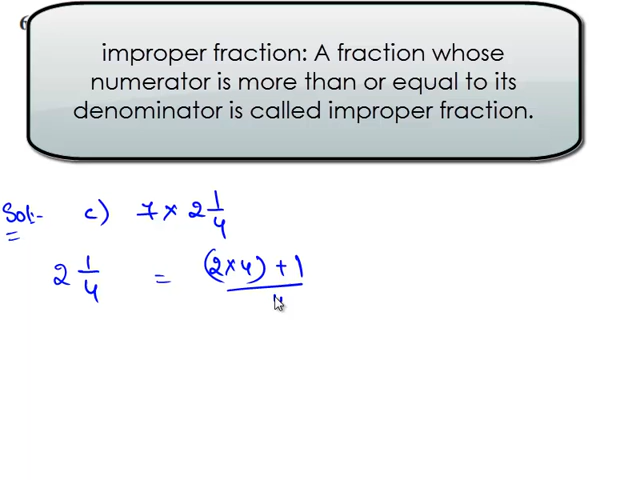 6
improper fraction: A fraction whose
numerator is more than or equal to its
denominator is called improper fraction.
Sol:- c) 7 × 2 1/4
2 1/4 = (2×4) + 1